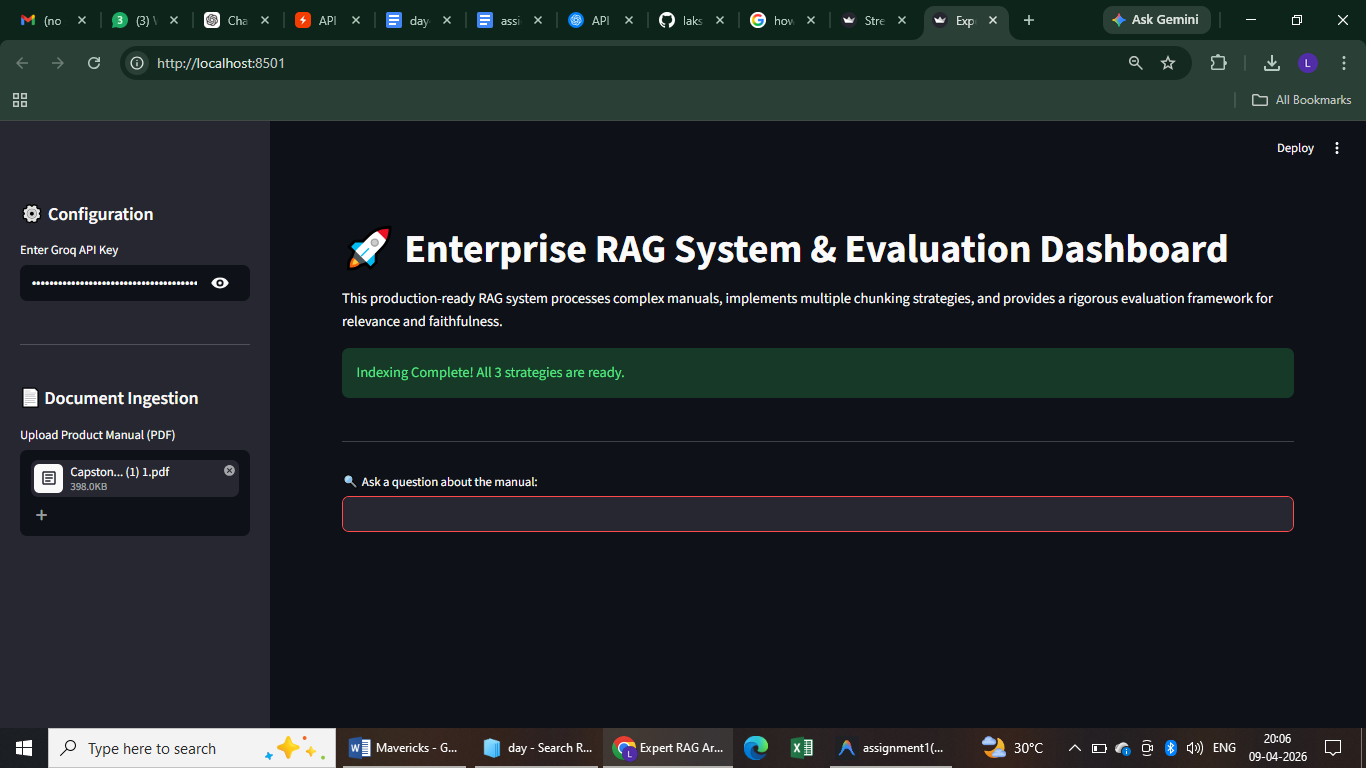 (no
(3) W
Cha
API
day
assi
API
laks
how
Stre
Exp
Ask Gemini
http://localhost:8501
L
All Bookmarks
Deploy
Configuration
Enter Groq API Key
Document Ingestion
Upload Product Manual (PDF)
Capston... (1) 1.pdf
398.0KB
🚀 Enterprise RAG System & Evaluation Dashboard
This production-ready RAG system processes complex manuals, implements multiple chunking strategies, and provides a rigorous evaluation framework for
relevance and faithfulness.
Indexing Complete! All 3 strategies are ready.
🔍 Ask a question about the manual:
Type here to search
Mavericks - G...
day - Search R...
Expert RAG Ar...
assignment1(...
30°C
ENG
20:06
09-04-2026